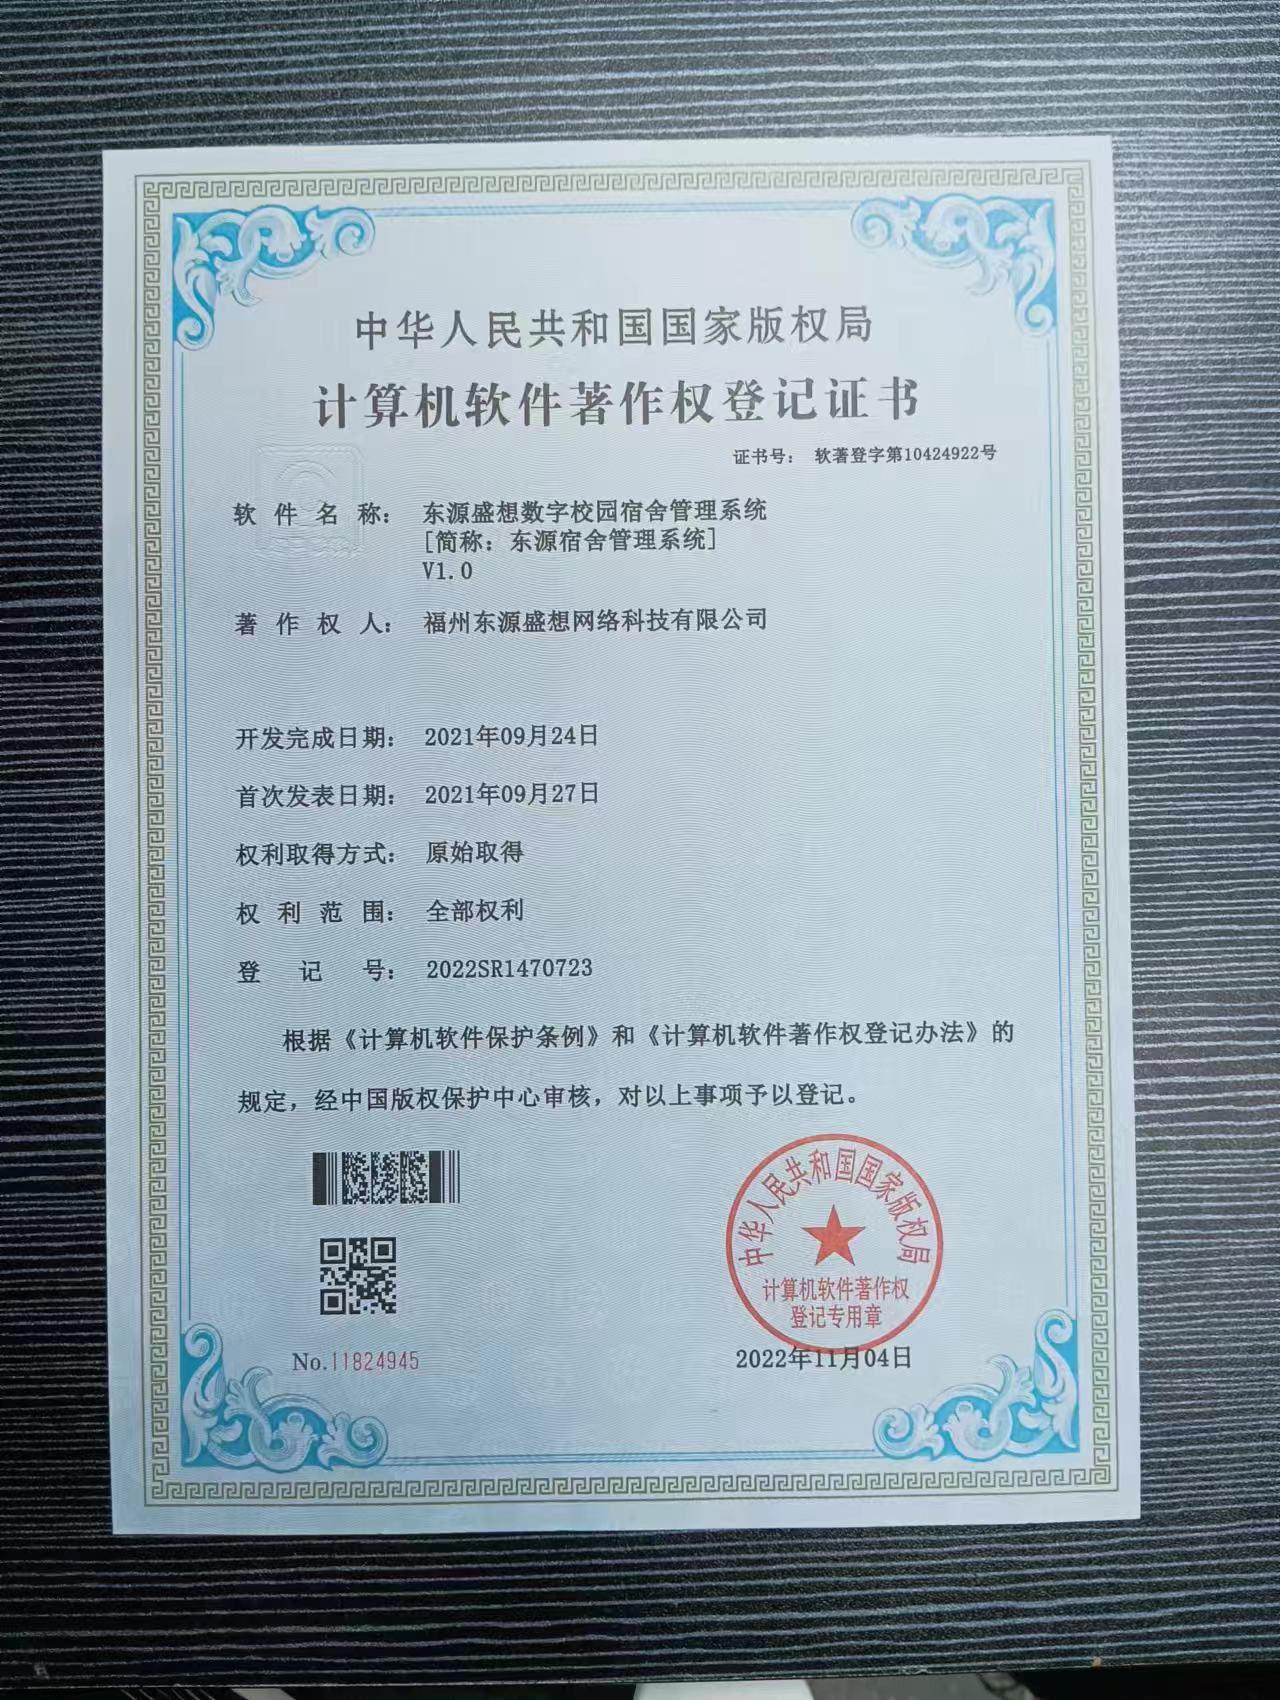 中华人民共和国国家版权局
计算机软件著作权登记证书
证书号： 软著登字第10424922号
软件名称： 东源盛想数字校园宿舍管理系统
[简称：东源宿舍管理系统]
V1.0
著作权人： 福州东源盛想网络科技有限公司
开发完成日期： 2021年09月24日
首次发表日期： 2021年09月27日
权利取得方式： 原始取得
权利范围： 全部权利
登记号： 2022SR1470723
根据《计算机软件保护条例》和《计算机软件著作权登记办法》的
规定，经中国版权保护中心审核，对以上事项予以登记。
中华人民共和国国家版权局
计算机软件著作权
登记专用章
No.11824945
2022年11月04日